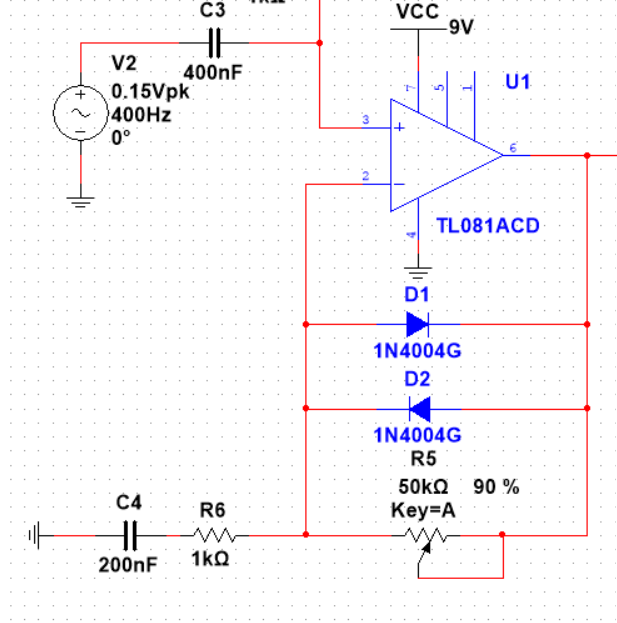 C3
400nF
V2
0.15Vpk
400Hz
0°
VCC
9V
U1
7
5
1
3
2
6
4
TL081ACD
D1
1N4004G
D2
1N4004G
R5
50kΩ 90 %
Key=A
C4
200nF
R6
1kΩ